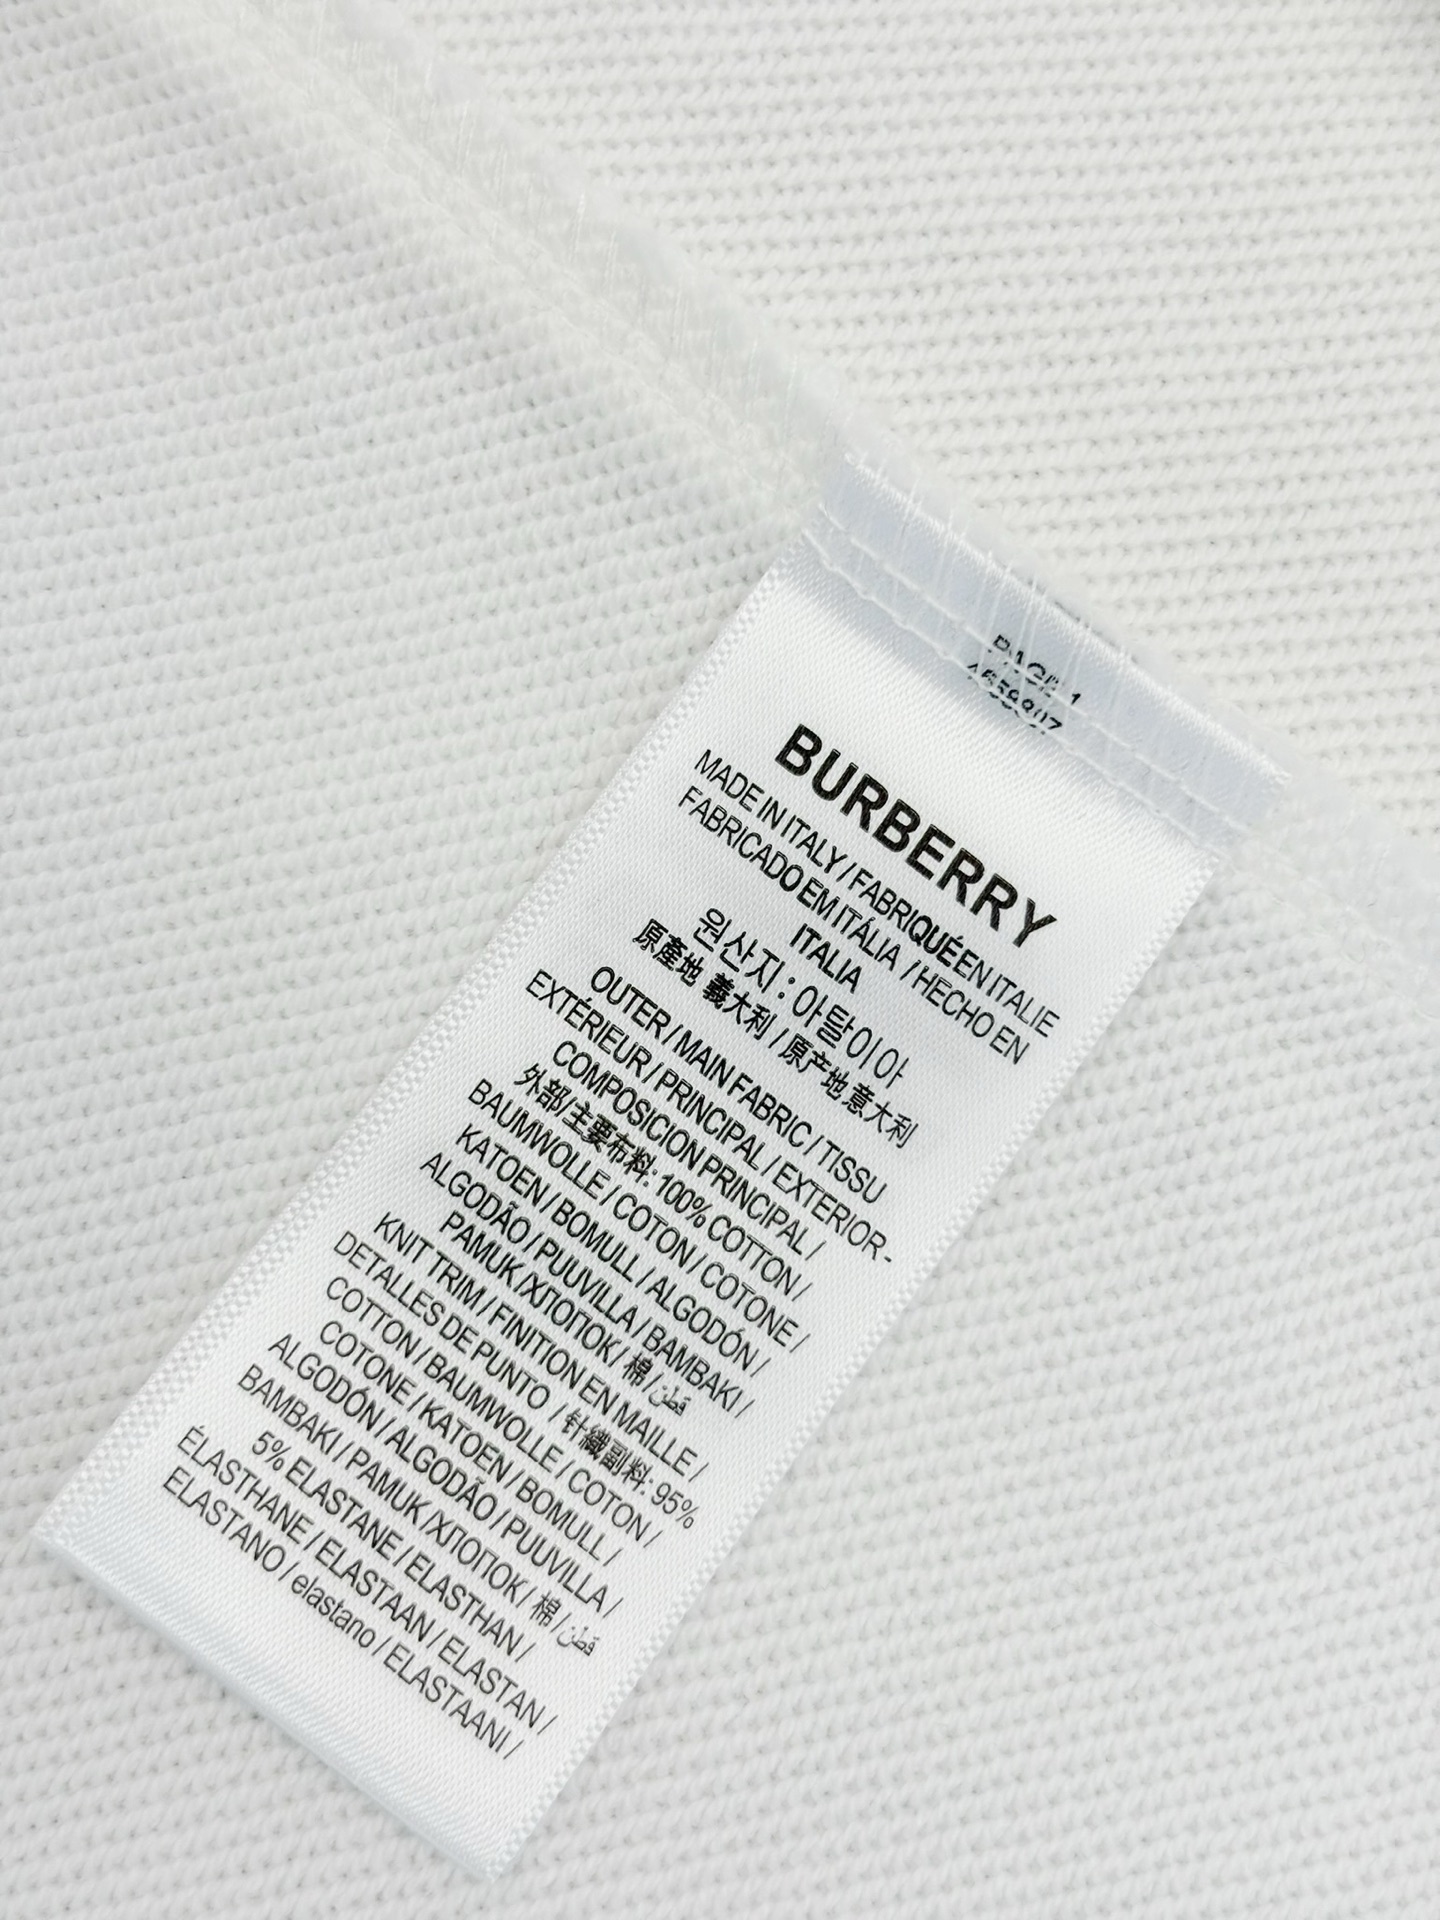 PAGE 1
BURBERRY
MADE IN ITALY / FABRIQUÉ EN ITALIE
FABRICADO EM ITÁLIA / HECHO EN
ITALIA
원산지 : 이탈이아
原產地 義大利 / 原产地 意大利
OUTER / MAIN FABRIC / TISSU
EXTÉRIEUR / PRINCIPAL / EXTERIOR-
COMPOSICION PRINCIPAL /
外部/主要布料: 100% COTTON /
BAUMWOLLE / COTON / COTONE /
KATOEN / BOMULL / ALGODÓN /
ALGODÃO / PUUVILLA / BAMBAKI /
PAMUK /ХЛОПОК/ 棉 / قطن
KNIT TRIM / FINITION EN MAILLE /
DETALLES DE PUNTO / 针織副料: 95%
COTTON / BAUMWOLLE / COTON /
COTONE / KATOEN / BOMULL /
ALGODÓN / ALGODÃO / PUUVILLA /
BAMBAKI / PAMUK /ХЛОПОК/ 棉 / قطن
5% ELASTANE / ELASTHAN /
ÉLASTHANE / ELASTAAN / ELASTAN /
ELASTANO / elastano / ELASTAANI /